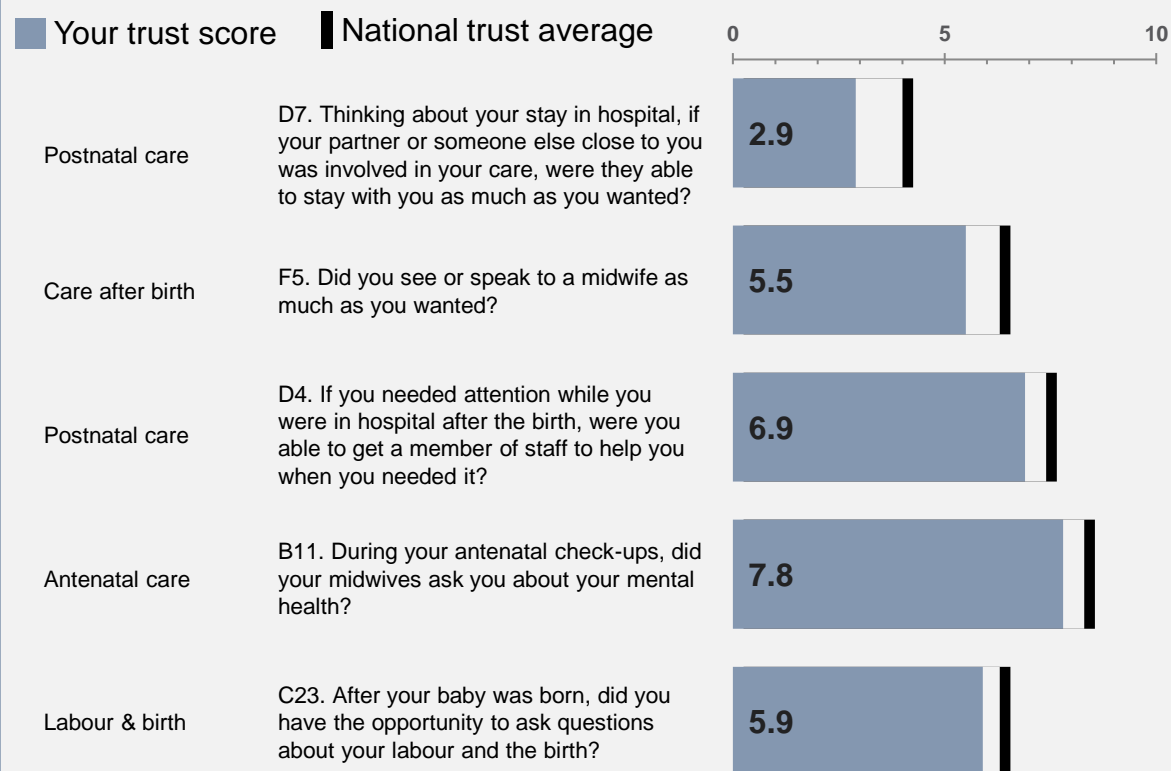 Your trust score
National trust average
0 5 10
Postnatal care
D7. Thinking about your stay in hospital, if
your partner or someone else close to you
was involved in your care, were they able
to stay with you as much as you wanted?
2.9
Care after birth
F5. Did you see or speak to a midwife as
much as you wanted?
5.5
Postnatal care
D4. If you needed attention while you
were in hospital after the birth, were you
able to get a member of staff to help you
when you needed it?
6.9
Antenatal care
B11. During your antenatal check-ups, did
your midwives ask you about your mental
health?
7.8
Labour & birth
C23. After your baby was born, did you
have the opportunity to ask questions
about your labour and the birth?
5.9